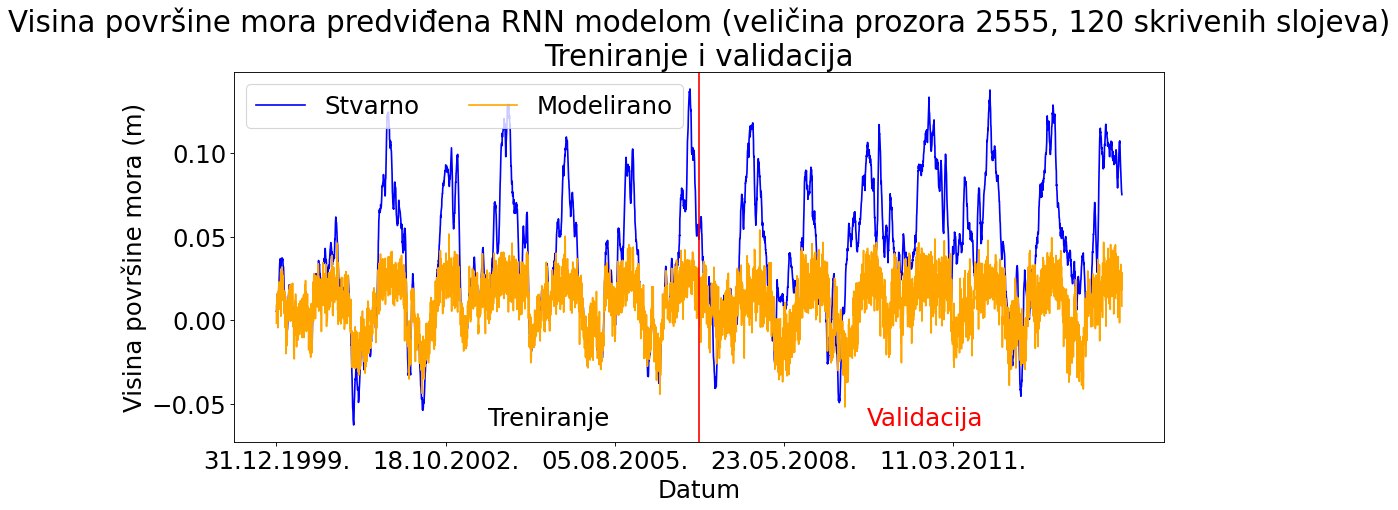 Visina površine mora predviđena RNN modelom (veličina prozora 2555, 120 skrivenih slojeva)
Treniranje i validacija
Stvarno
Modelirano
Visina površine mora (m)
0.10
0.05
0.00
−0.05
Treniranje
Validacija
31.12.1999.
18.10.2002.
05.08.2005.
23.05.2008.
11.03.2011.
Datum